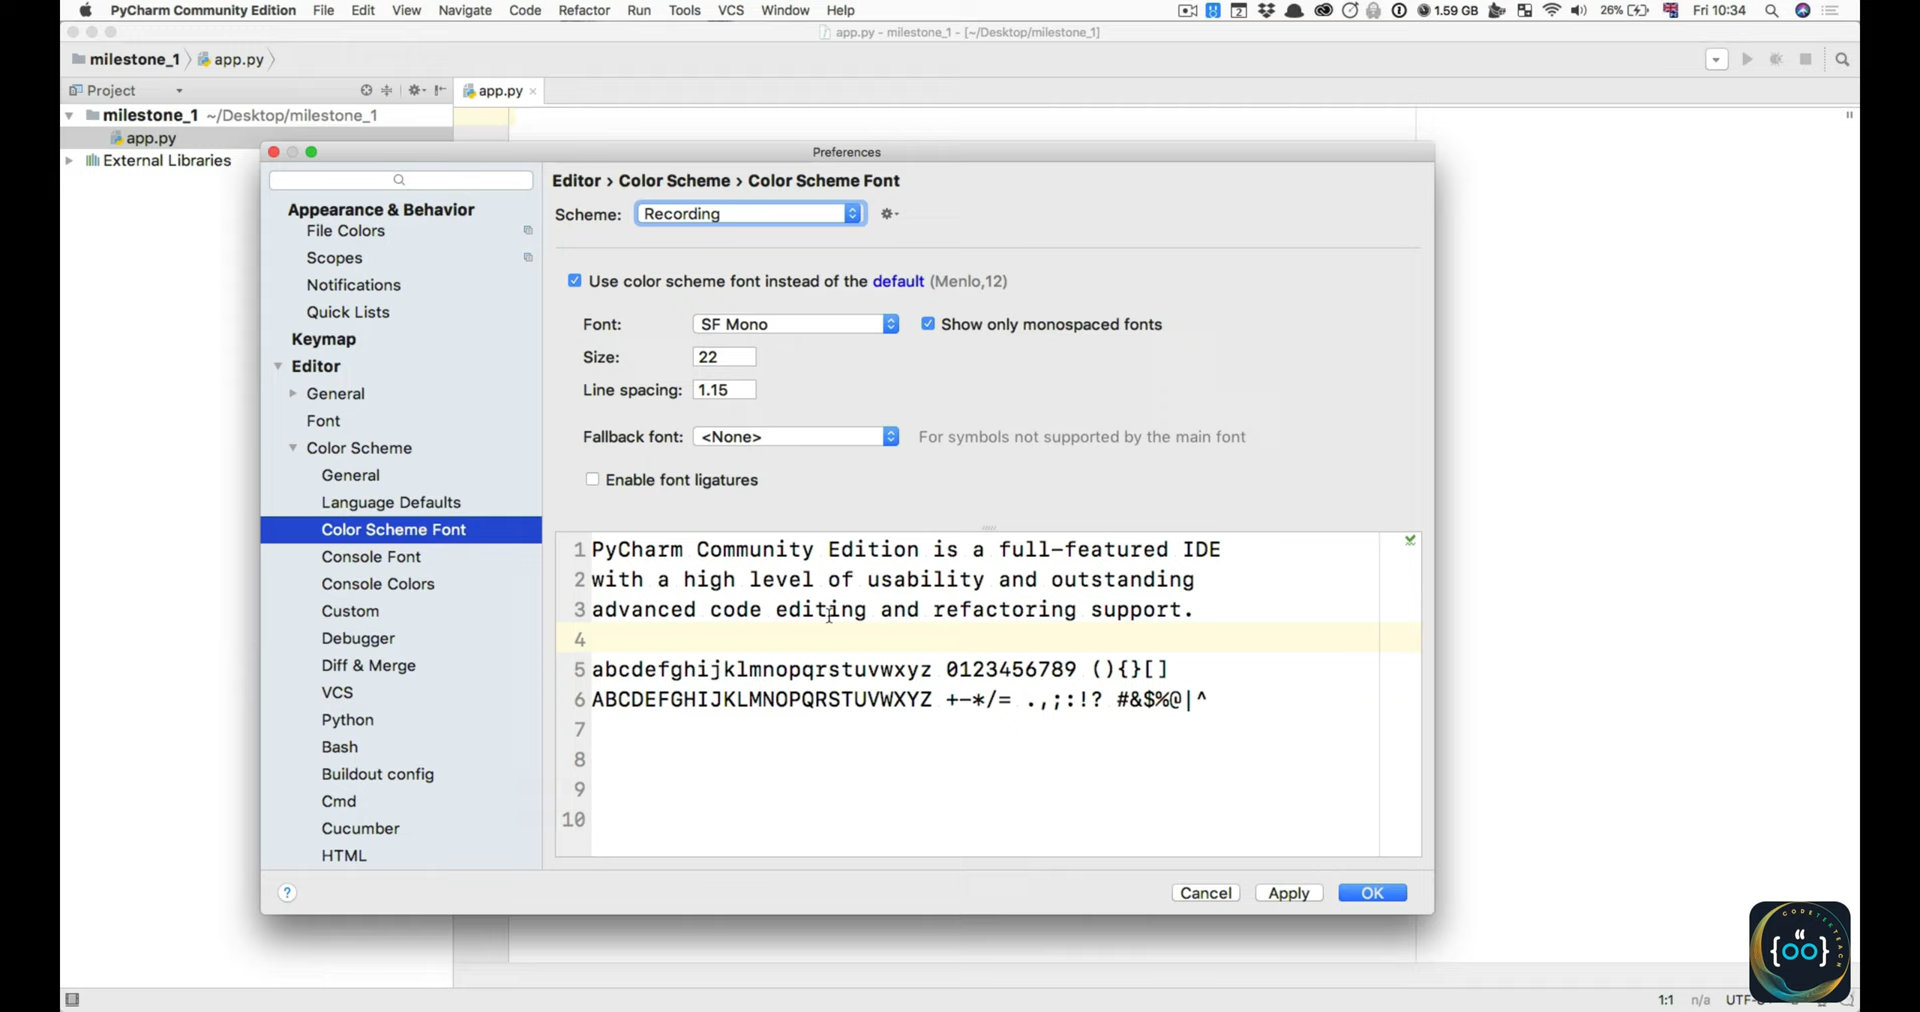 PyCharm Community Edition File Edit View Navigate Code Refactor Run Tools VCS Window Help 1.59 GB 26% Fri 10:34
app.py - milestone_1 - [~/Desktop/milestone_1]
milestone_1 app.py
Project app.py
milestone_1 ~/Desktop/milestone_1
app.py
External Libraries
Preferences
Appearance & Behavior
File Colors
Scopes
Notifications
Quick Lists
Keymap
Editor
General
Font
Color Scheme
General
Language Defaults
Color Scheme Font
Console Font
Console Colors
Custom
Debugger
Diff & Merge
VCS
Python
Bash
Buildout config
Cmd
Cucumber
HTML
Editor › Color Scheme › Color Scheme Font
Scheme: Recording
Use color scheme font instead of the default (Menlo,12)
Font: SF Mono Show only monospaced fonts
Size: 22
Line spacing: 1.15
Fallback font: <None> For symbols not supported by the main font
Enable font ligatures
1 PyCharm Community Edition is a full-featured IDE
2 with a high level of usability and outstanding
3 advanced code editing and refactoring support.
4
5 abcdefghijklmnopqrstuvwxyz 0123456789 (){}[]
6 ABCDEFGHIJKLMNOPQRSTUVWXYZ +-*/= .,;:!? #&$%@|^
7
8
9
10
? Cancel Apply OK
1:1 n/a
CODETEKTEACH